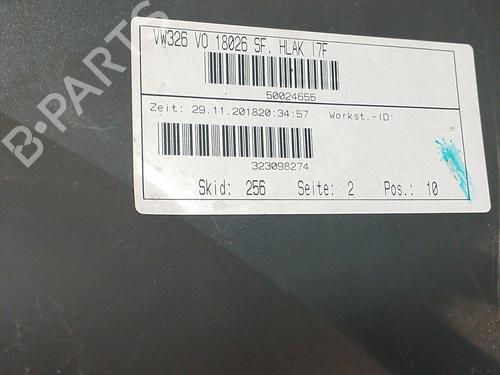 VW326 VO 18026 SF. HLAK I7F
50024655
Zeit: 29.11.201820:34:57 Workst.-ID:
323098274
Skid: 256 Seite: 2 Pos.: 10
B-PARTS